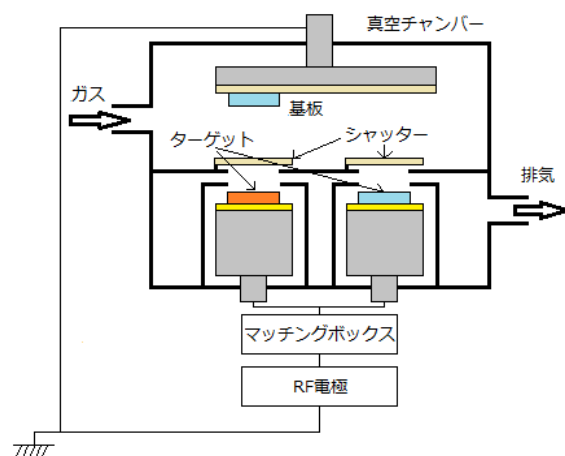 真空チャンバー
ガス
基板
ターゲット
シャッター
排気
マッチングボックス
RF電極